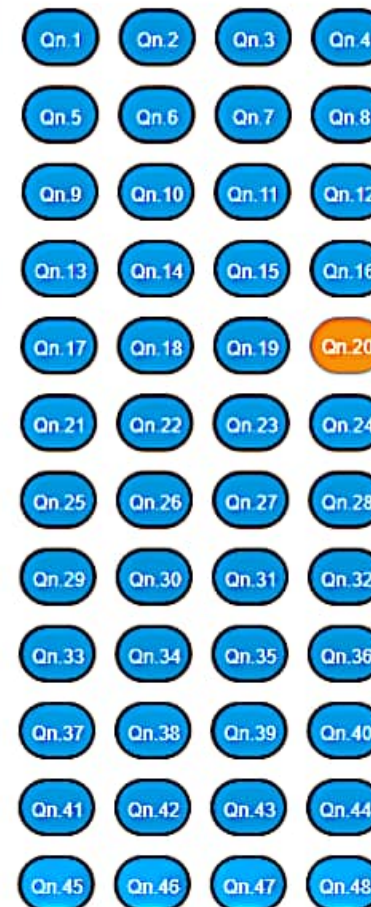 Qn.1 Qn.2 Qn.3 Qn.4
Qn.5 Qn.6 Qn.7 Qn.8
Qn.9 Qn.10 Qn.11 Qn.12
Qn.13 Qn.14 Qn.15 Qn.16
Qn.17 Qn.18 Qn.19 Qn.20
Qn.21 Qn.22 Qn.23 Qn.24
Qn.25 Qn.26 Qn.27 Qn.28
Qn.29 Qn.30 Qn.31 Qn.32
Qn.33 Qn.34 Qn.35 Qn.36
Qn.37 Qn.38 Qn.39 Qn.40
Qn.41 Qn.42 Qn.43 Qn.44
Qn.45 Qn.46 Qn.47 Qn.48